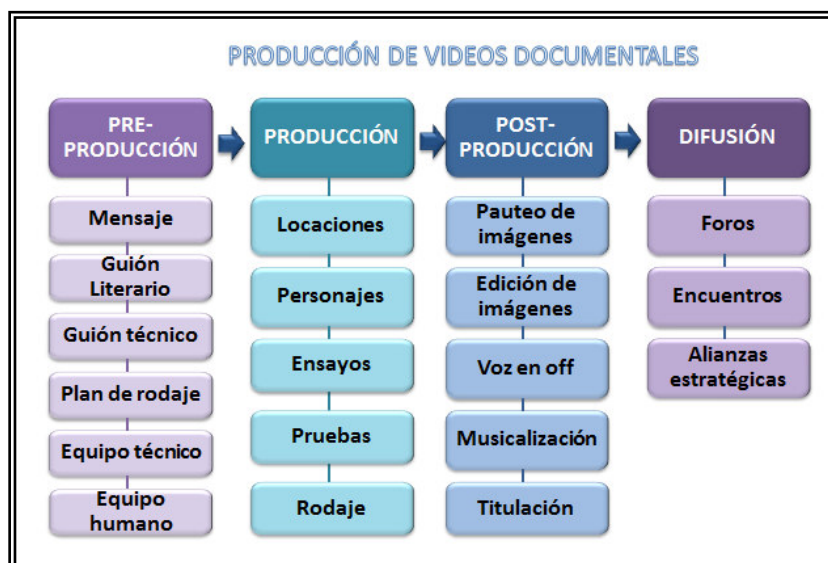 PRODUCCIÓN DE VIDEOS DOCUMENTALES
PRE-
PRODUCCIÓN
Mensaje
Guión
Literario
Guión técnico
Plan de rodaje
Equipo técnico
Equipo
humano
PRODUCCIÓN
Locaciones
Personajes
Ensayos
Pruebas
Rodaje
POST-
PRODUCCIÓN
Pauteo de
imágenes
Edición de
imágenes
Voz en off
Musicalización
Titulación
DIFUSIÓN
Foros
Encuentros
Alianzas
estratégicas